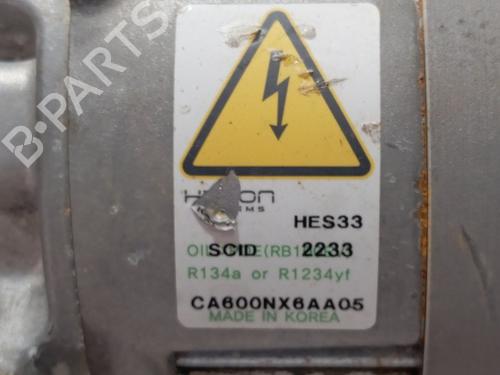 B-PARTS
HES33
SCID 2233
R134a or R1234yf
CA600NX6AA05
MADE IN KOREA